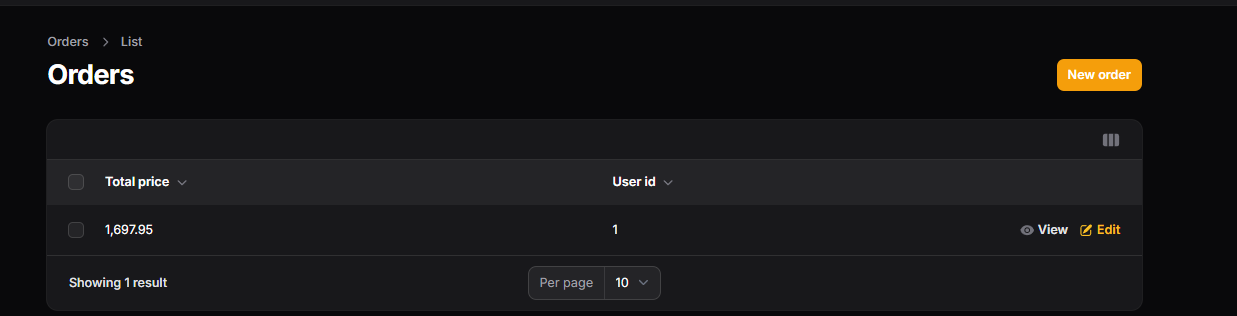 Orders List
Orders
New order
Total price User id
1,697.95 1 View Edit
Showing 1 result Per page 10